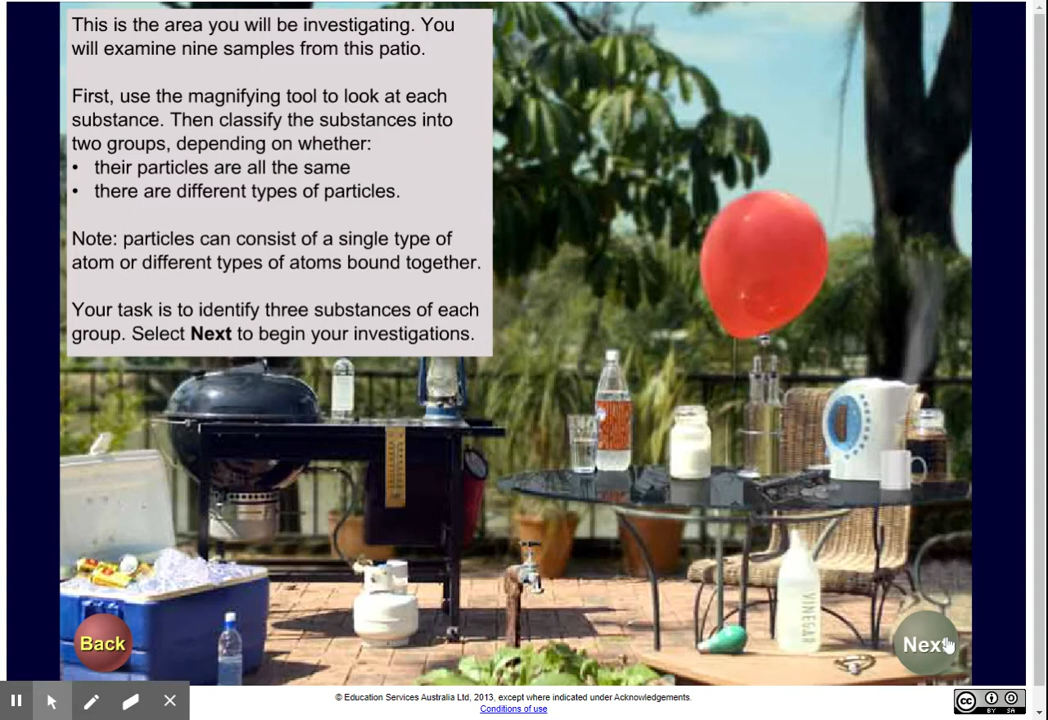 This is the area you will be investigating. You
will examine nine samples from this patio.
First, use the magnifying tool to look at each
substance. Then classify the substances into
two groups, depending on whether:
• their particles are all the same
• there are different types of particles.
Note: particles can consist of a single type of
atom or different types of atoms bound together.
Your task is to identify three substances of each
group. Select Next to begin your investigations.
VINEGAR
Back
Next
© Education Services Australia Ltd, 2013, except where indicated under Acknowledgements.
Conditions of use
cc
BY SA